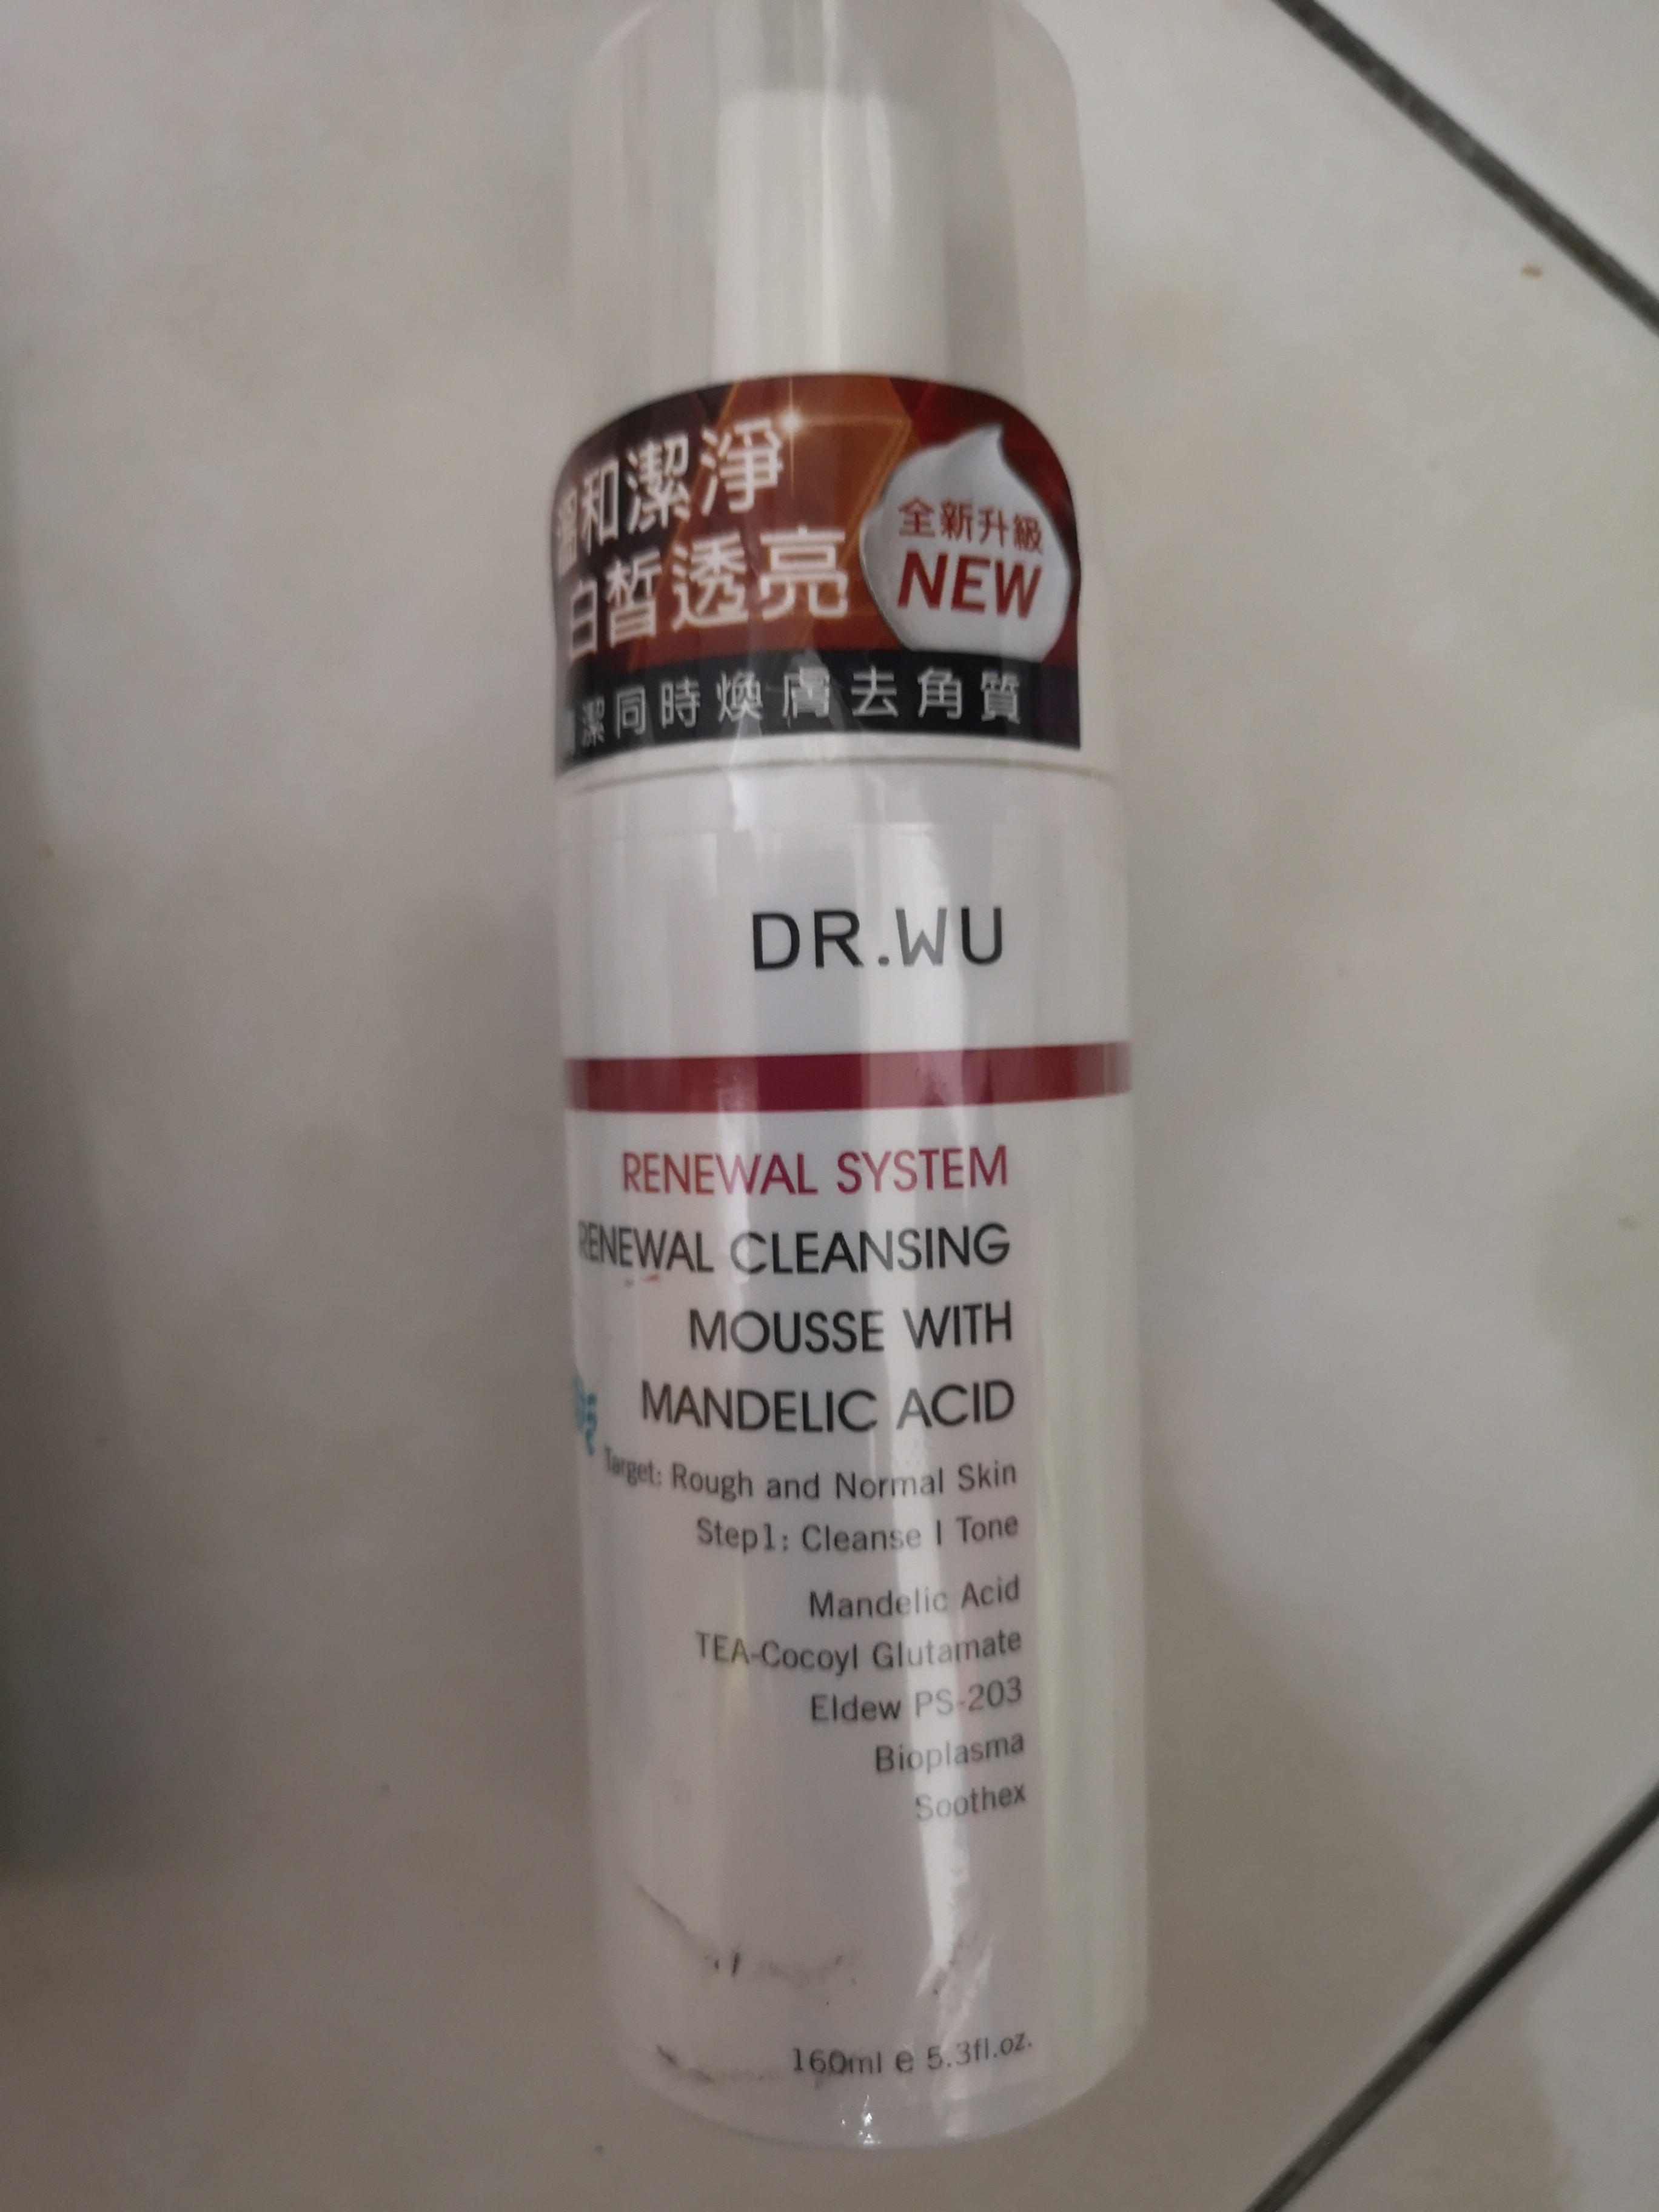 溫和潔淨
白皙透亮
全新升級
NEW
潔同時煥膚去角質
DR.WU
RENEWAL SYSTEM
RENEWAL CLEANSING
MOUSSE WITH
MANDELIC ACID
Target: Rough and Normal Skin
Step1: Cleanse I Tone
Mandelic Acid
TEA-Cocoyl Glutamate
Eldew PS-203
Bioplasma
Soothex
160ml e 5.3fl.oz.